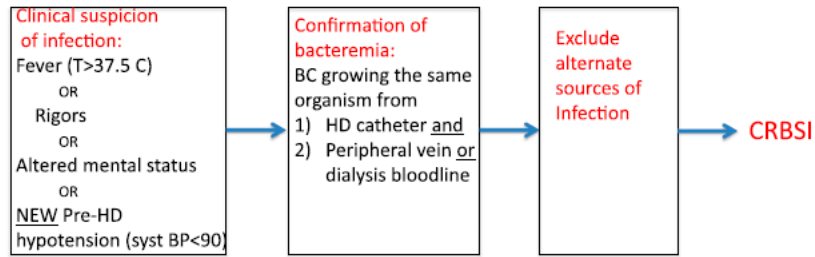 Clinical suspicion
of infection:
Fever (T>37.5 C)
OR
Rigors
OR
Altered mental status
OR
NEW Pre-HD
hypotension (syst BP<90)
Confirmation of
bacteremia:
BC growing the same
organism from
1) HD catheter and
2) Peripheral vein or
dialysis bloodline
Exclude
alternate
sources of
Infection
CRBSI